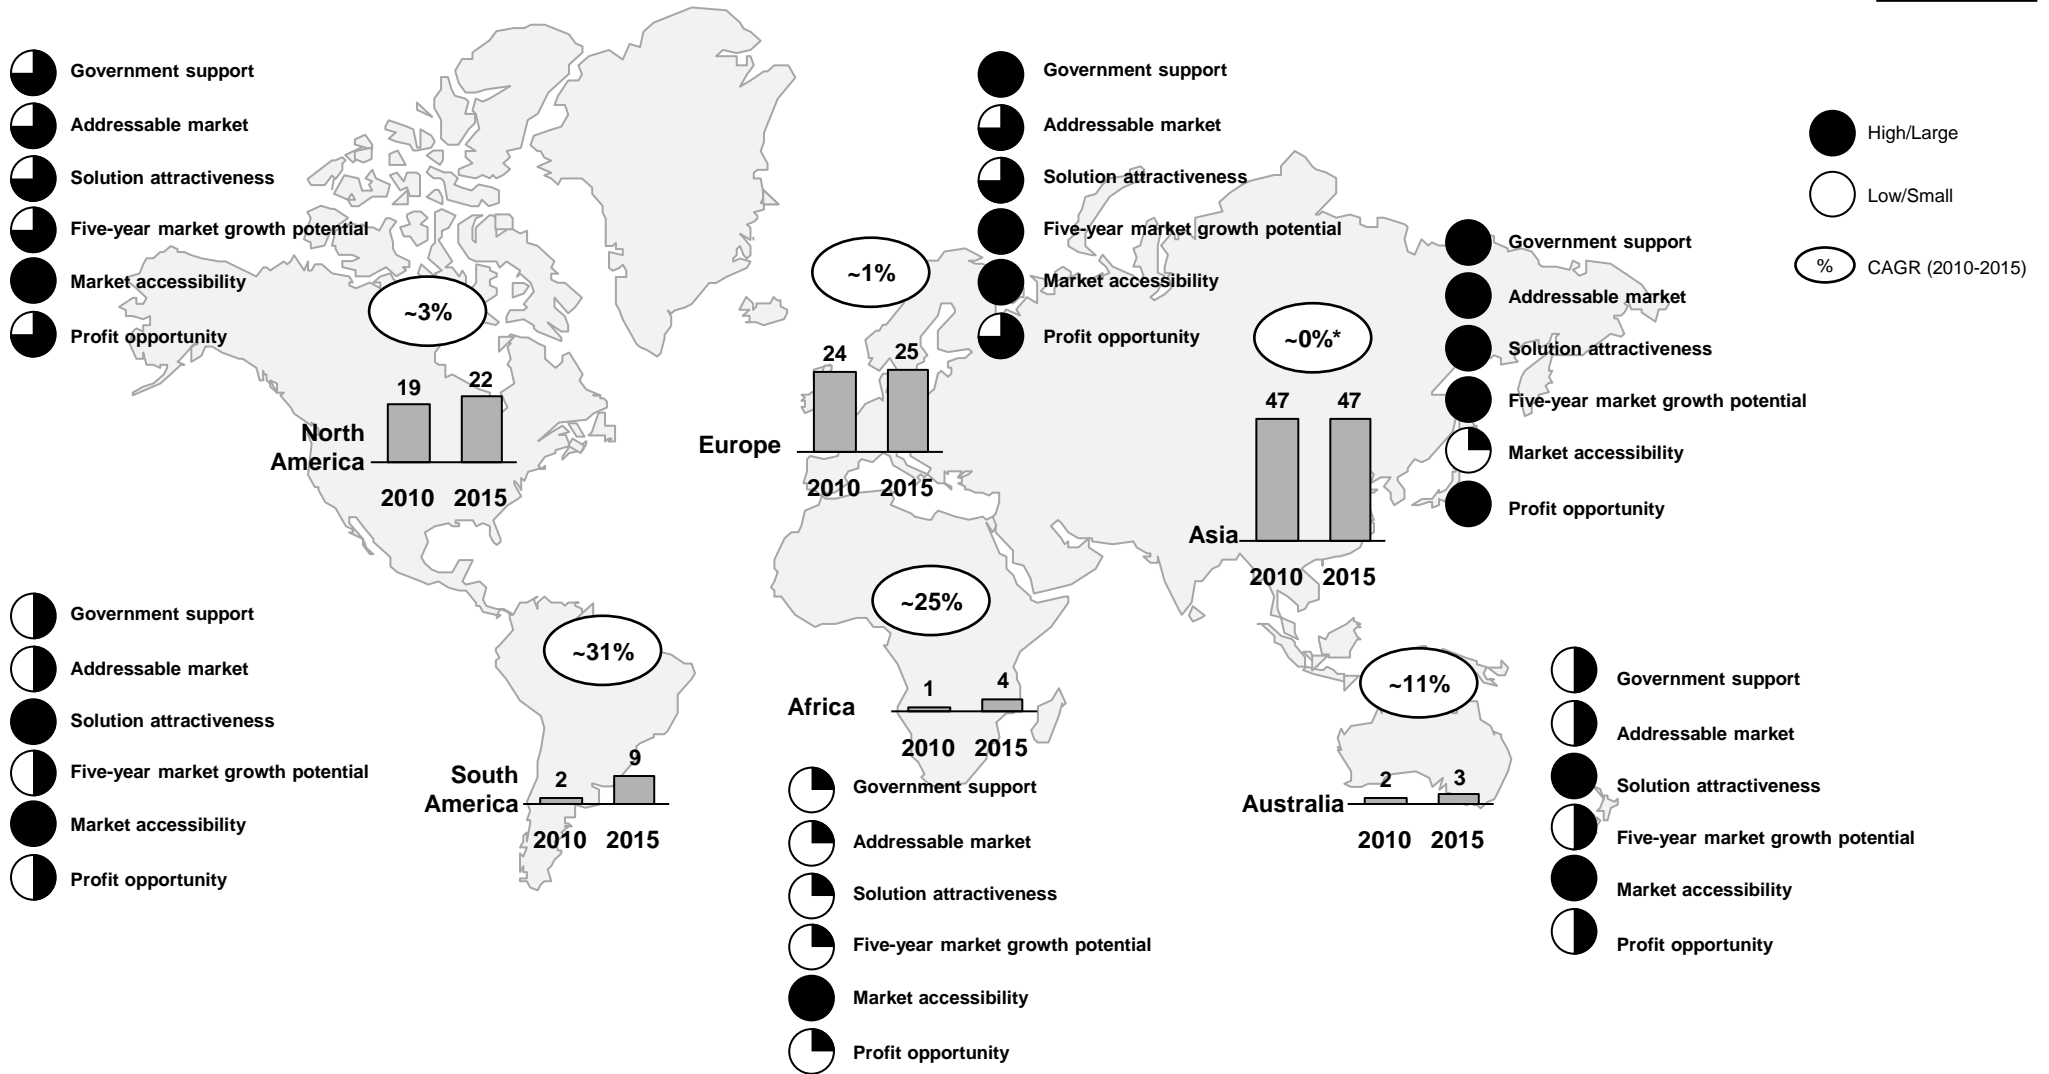 Government support
Addressable market
Solution attractiveness
Five-year market growth potential
Market accessibility
Profit opportunity
~3%
19
22
North
America
2010
2015
Government support
Addressable market
Solution attractiveness
Five-year market growth potential
Market accessibility
Profit opportunity
~1%
24
25
Europe
2010
2015
High/Large
Low/Small
% CAGR (2010-2015)
Government support
Addressable market
Solution attractiveness
Five-year market growth potential
Market accessibility
Profit opportunity
~0%*
47
47
Asia
2010
2015
Government support
Addressable market
Solution attractiveness
Five-year market growth potential
Market accessibility
Profit opportunity
~31%
2
9
South
America
2010
2015
~25%
1
4
Africa
2010
2015
Government support
Addressable market
Solution attractiveness
Five-year market growth potential
Market accessibility
Profit opportunity
~11%
2
3
Australia
2010
2015
Government support
Addressable market
Solution attractiveness
Five-year market growth potential
Market accessibility
Profit opportunity